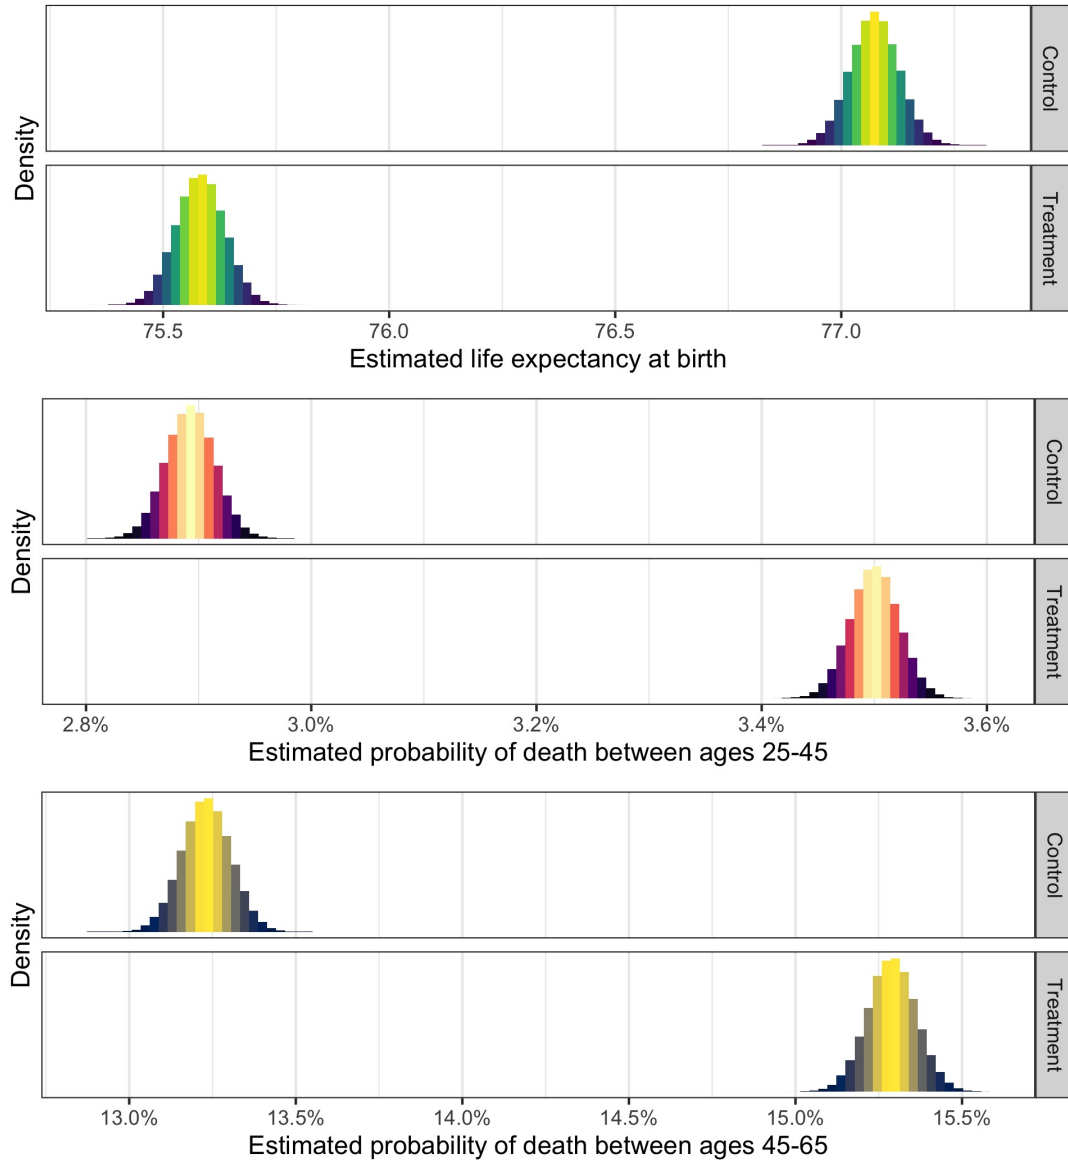 Density
Control
Treatment
75.5 76.0 76.5 77.0
Estimated life expectancy at birth
Density
Control
Treatment
2.8% 3.0% 3.2% 3.4% 3.6%
Estimated probability of death between ages 25-45
Density
Control
Treatment
13.0% 13.5% 14.0% 14.5% 15.0% 15.5%
Estimated probability of death between ages 45-65